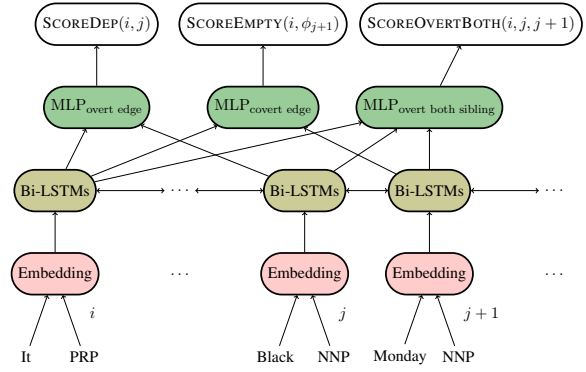 SCOREDEP(i, j) SCOREEMPTY(i, ϕj+1) SCOREOVERTBOTH(i, j, j + 1)
MLPovert edge MLPcovert edge MLPovert both sibling
Bi-LSTMs ··· Bi-LSTMs Bi-LSTMs ···
Embedding ··· Embedding Embedding ···
i j j + 1
It PRP Black NNP Monday NNP